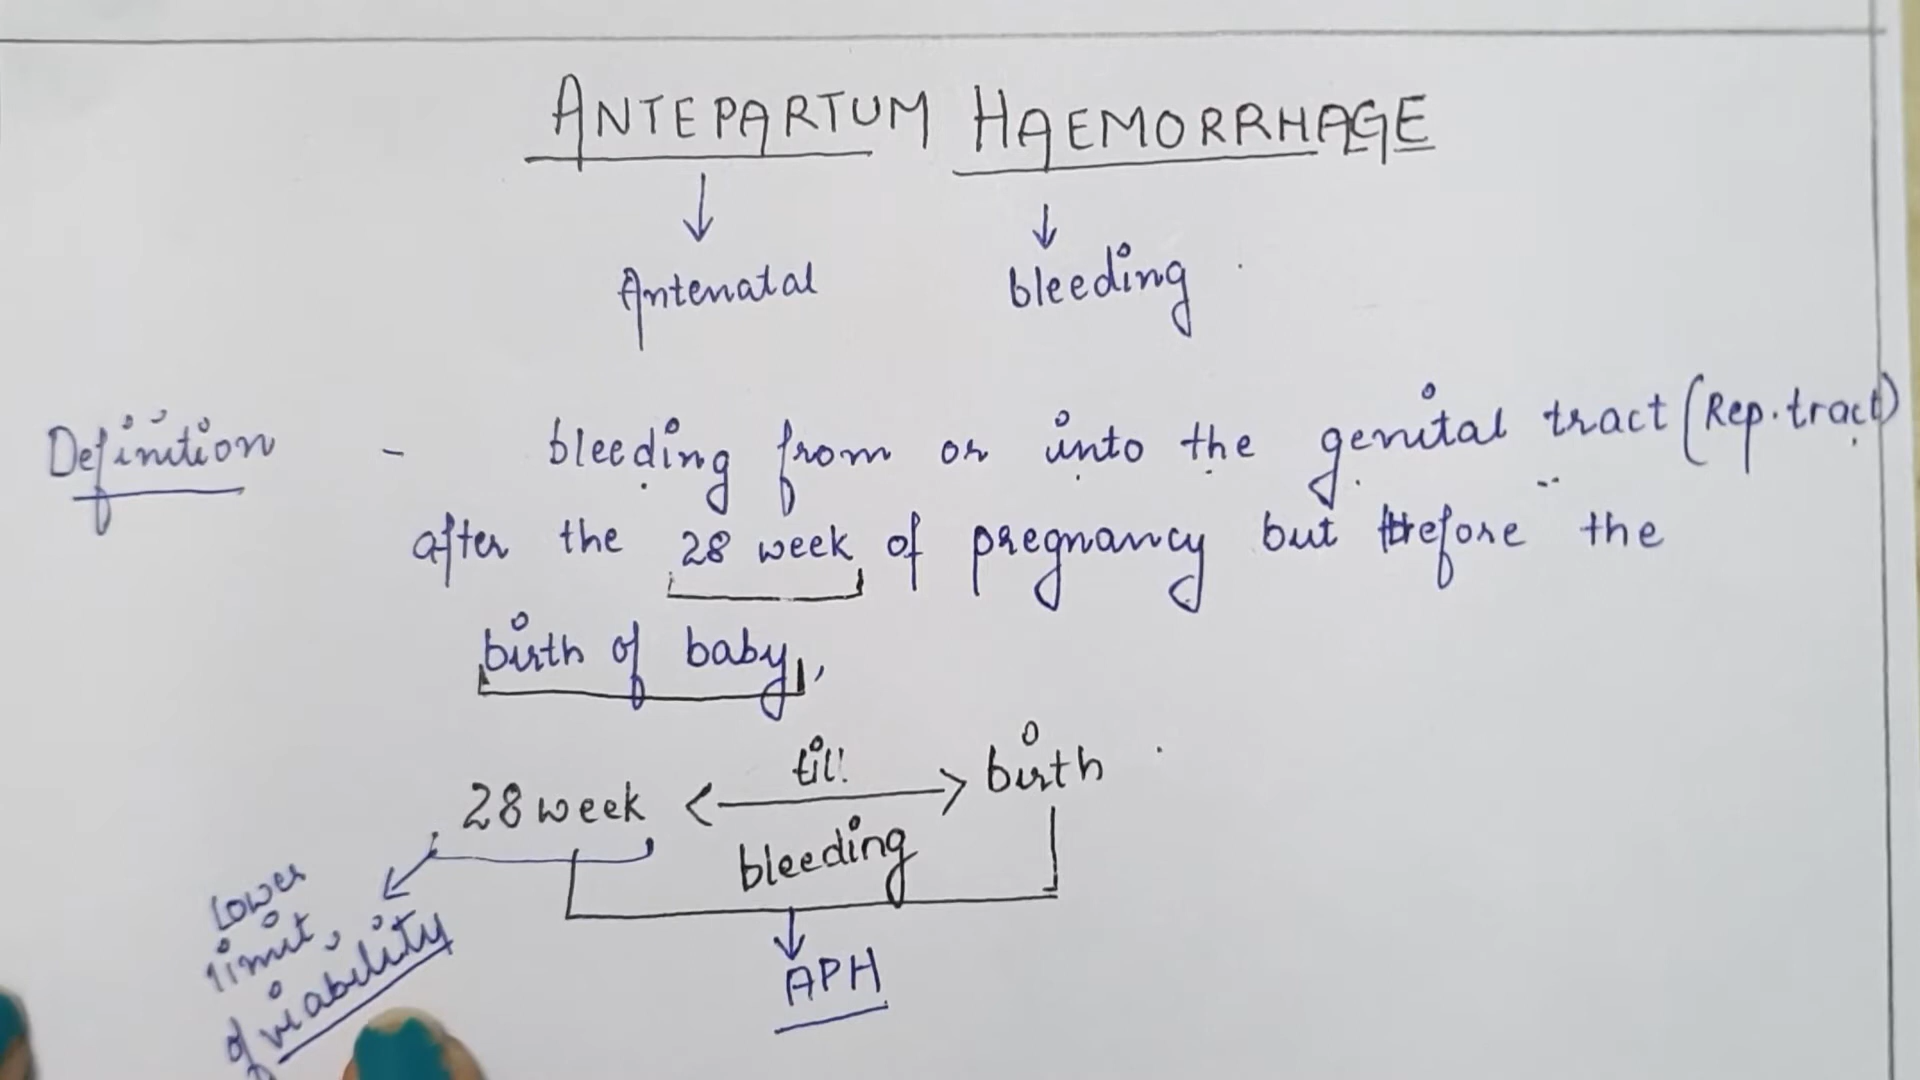 ANTEPARTUM HAEMORRHAGE
Antenatal bleeding
Definition - bleeding from or into the genital tract (Rep. tract)
after the 28 week of pregnancy but before the
birth of baby,
28 week till birth
bleeding
lower
limit,
of viability
APH